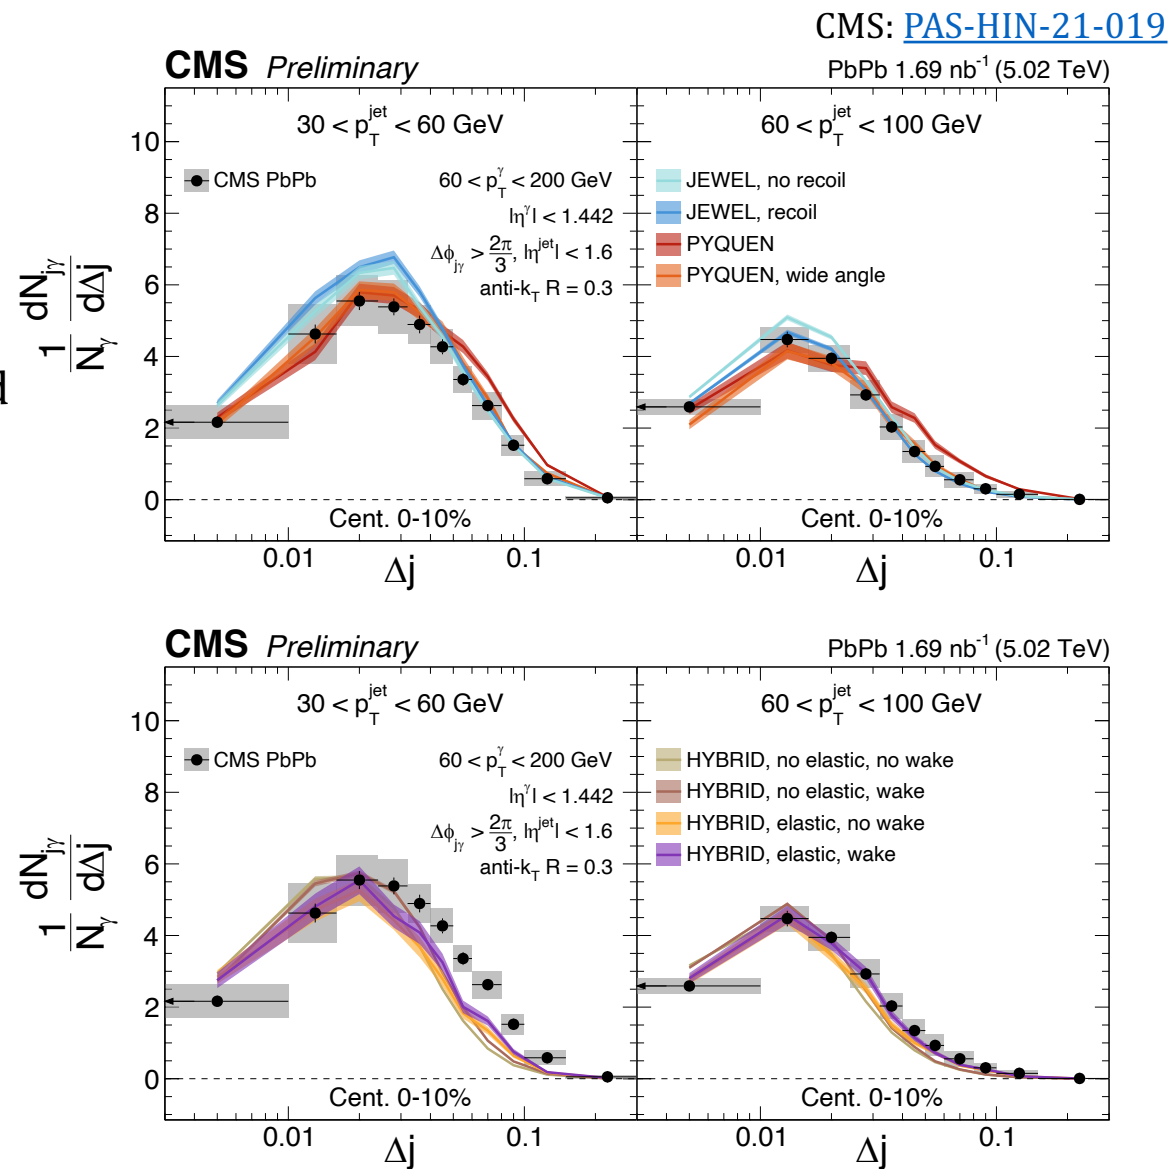 CMS: PAS-HIN-21-019
CMS Preliminary
PbPb 1.69 nb⁻¹ (5.02 TeV)
30 < p_T^jet < 60 GeV
60 < p_T^jet < 100 GeV
CMS PbPb
60 < p_T^γ < 200 GeV
|η^γ| < 1.442
Δϕ_jγ > 2π/3, |η^jet| < 1.6
anti-k_T R = 0.3
JEWEL, no recoil
JEWEL, recoil
PYQUEN
PYQUEN, wide angle
1/N_γ dN_jγ/dΔj
10
8
6
4
2
0
d
Cent. 0-10%
Cent. 0-10%
0.01
0.1
0.01
0.1
Δj
Δj
CMS Preliminary
PbPb 1.69 nb⁻¹ (5.02 TeV)
30 < p_T^jet < 60 GeV
60 < p_T^jet < 100 GeV
CMS PbPb
60 < p_T^γ < 200 GeV
|η^γ| < 1.442
Δϕ_jγ > 2π/3, |η^jet| < 1.6
anti-k_T R = 0.3
HYBRID, no elastic, no wake
HYBRID, no elastic, wake
HYBRID, elastic, no wake
HYBRID, elastic, wake
1/N_γ dN_jγ/dΔj
10
8
6
4
2
0
Cent. 0-10%
Cent. 0-10%
0.01
0.1
0.01
0.1
Δj
Δj